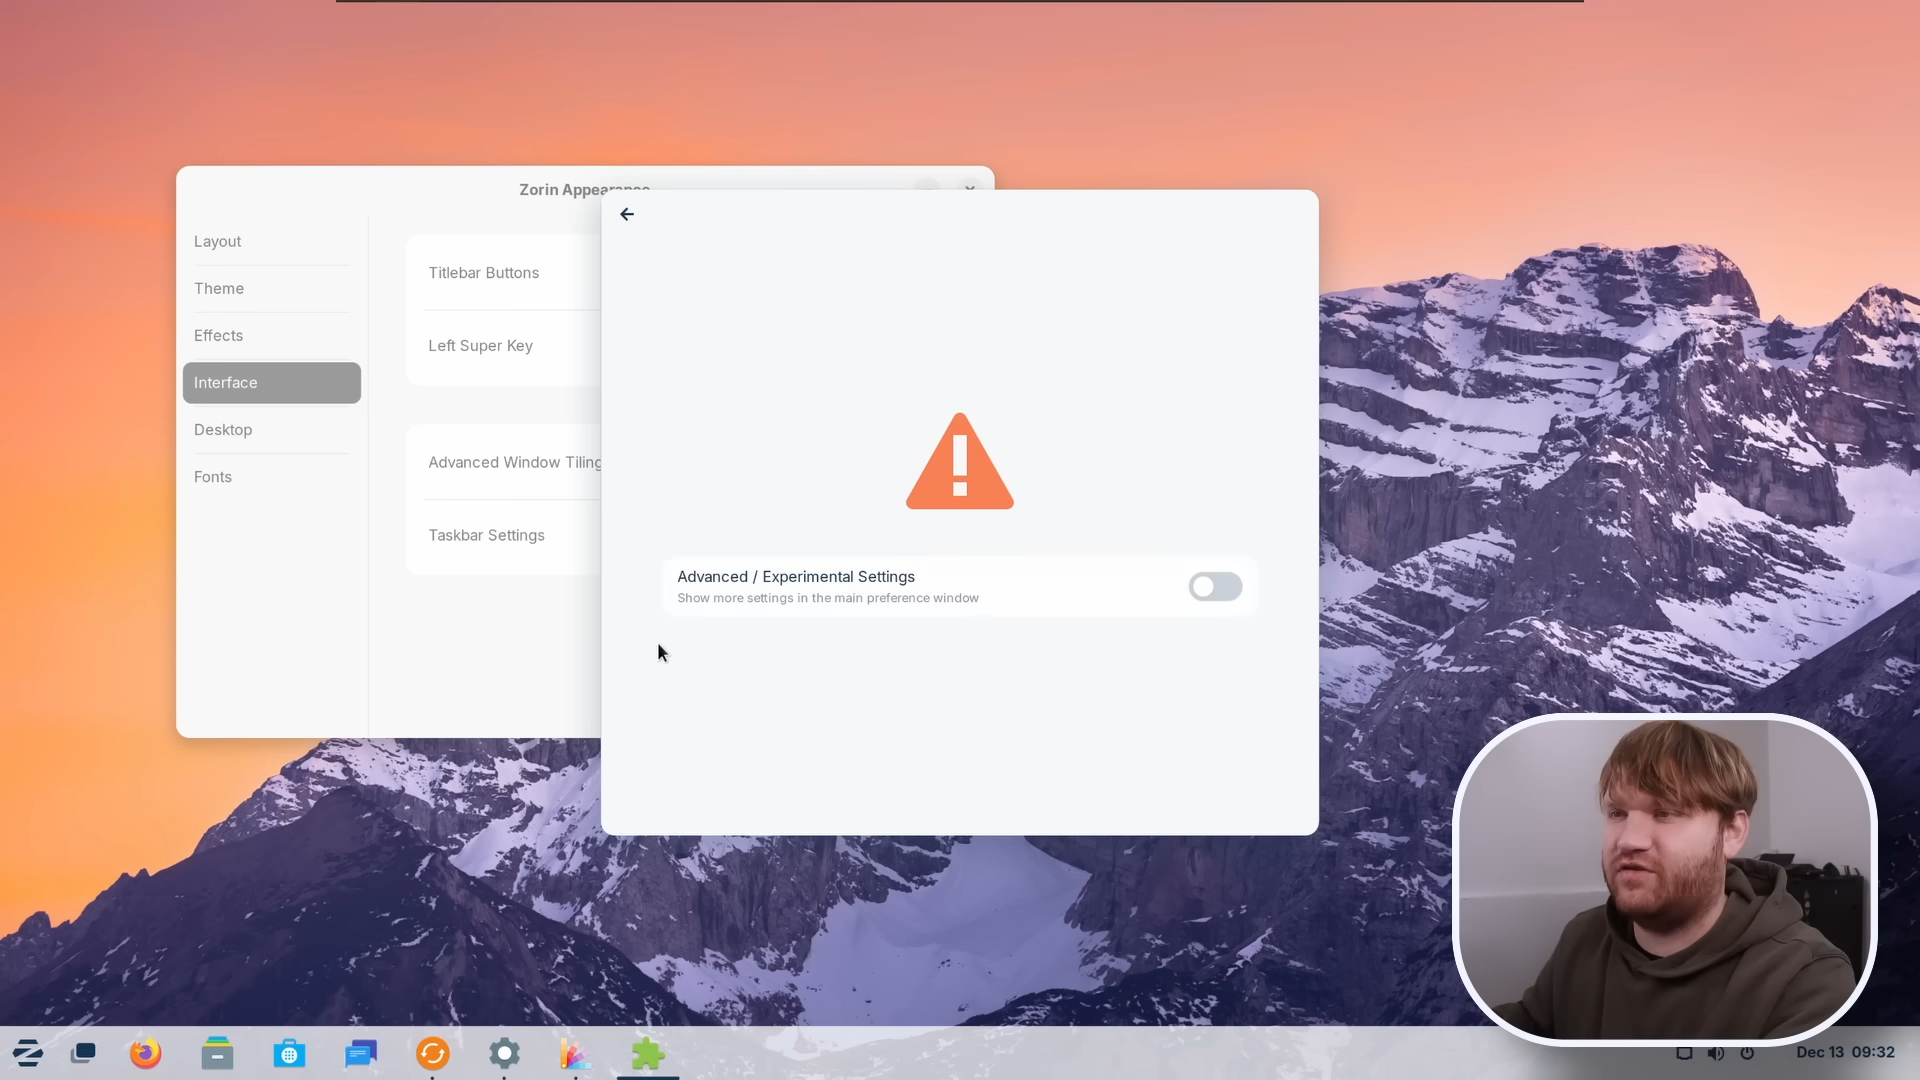 Zorin Appearance
Layout
Theme
Effects
Interface
Desktop
Fonts
Titlebar Buttons
Left Super Key
Advanced Window Tiling
Taskbar Settings
Advanced / Experimental Settings
Show more settings in the main preference window
Dec 13 09:32